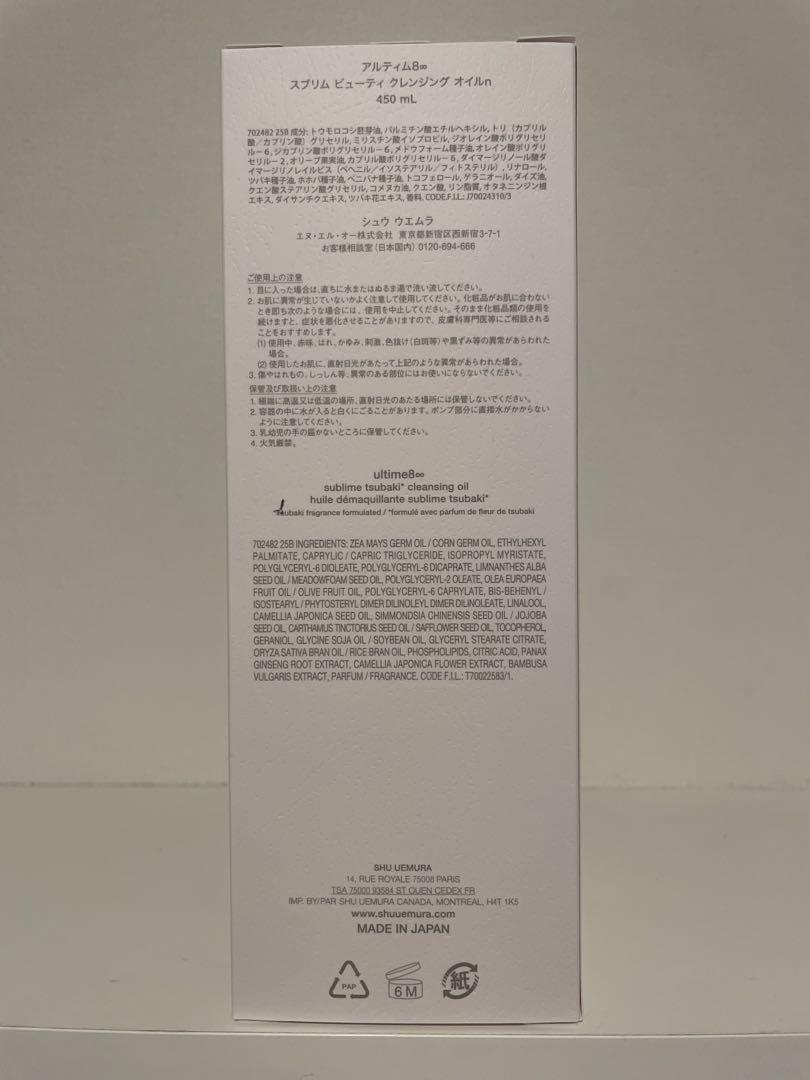 アルティム8∞
スブリム ビューティ クレンジング オイルn
450 mL
702482 25B 成分: トウモロコシ胚芽油, パルミチン酸エチルヘキシル, トリ (カプリル
酸／カプリン酸) グリセリル, ミリスチン酸イソプロピル, ジオレイン酸ポリグリセリ
ル－6, ジカプリン酸ポリグリセリル－6, メドウフォーム種子油, オレイン酸ポリグリ
セリル－2, オリーブ果実油, カプリル酸ポリグリセリル－6, ダイマージリノール酸ダ
イマージリノレイルビス (ベヘニル／イソステアリル／フィトステリル) , リナロール,
ツバキ種子油, ホホバ種子油, ベニバナ種子油, トコフェロール, ゲラニオール, ダイズ油,
クエン酸ステアリン酸グリセリル, コメヌカ油, クエン酸, リン脂質, オタネニンジン根
エキス, ダイサンチクエキス, ツバキ花エキス, 香料. CODE.F.I.L.: J70024310/3
シュウ ウエムラ
エヌ・エル・オー株式会社 東京都新宿区西新宿3-7-1
お客様相談室 (日本国内) 0120-694-666
ご使用上の注意
1. 目に入った場合は、直ちに水またはぬるま湯で洗い流してください。
2. お肌に異常が生じていないかよく注意して使用してください。化粧品がお肌に合わない
とき即ち次のような場合には、使用を中止してください。そのまま化粧品類の使用を
続けますと、症状を悪化させることがありますので、皮膚科専門医等にご相談される
ことをおすすめします。
(1) 使用中、赤味、はれ、かゆみ、刺激、色抜け (白斑等) や黒ずみ等の異常があらわれた
場合。
(2) 使用したお肌に、直射日光があたって上記のような異常があらわれた場合。
3. 傷やはれもの、しっしん等、異常のある部位にはお使いにならないでください。
保管及び取扱い上の注意
1. 極端に高温又は低温の場所、直射日光のあたる場所には保管しないでください。
2. 容器の中に水が入ると白くにごることがあります。ポンプ部分に直接水がかからない
ように注意してください。
3. 乳幼児の手の届かないところに保管してください。
4. 火気厳禁。
ultime8∞
sublime tsubaki* cleansing oil
huile démaquillante sublime tsubaki*
tsubaki fragrance formulated / *formulé avec parfum de fleur de tsubaki
702482 25B INGREDIENTS: ZEA MAYS GERM OIL / CORN GERM OIL, ETHYLHEXYL
PALMITATE, CAPRYLIC / CAPRIC TRIGLYCERIDE, ISOPROPYL MYRISTATE,
POLYGLYCERYL-6 DIOLEATE, POLYGLYCERYL-6 DICAPRATE, LIMNANTHES ALBA
SEED OIL / MEADOWFOAM SEED OIL, POLYGLYCERYL-2 OLEATE, OLEA EUROPAEA
FRUIT OIL / OLIVE FRUIT OIL, POLYGLYCERYL-6 CAPRYLATE, BIS-BEHENYL /
ISOSTEARYL / PHYTOSTERYL DIMER DILINOLEYL DIMER DILINOLEATE, LINALOOL,
CAMELLIA JAPONICA SEED OIL, SIMMONDSIA CHINENSIS SEED OIL / JOJOBA
SEED OIL, CARTHAMUS TINCTORIUS SEED OIL / SAFFLOWER SEED OIL, TOCOPHEROL,
GERANIOL, GLYCINE SOJA OIL / SOYBEAN OIL, GLYCERYL STEARATE CITRATE,
ORYZA SATIVA BRAN OIL / RICE BRAN OIL, PHOSPHOLIPIDS, CITRIC ACID, PANAX
GINSENG ROOT EXTRACT, CAMELLIA JAPONICA FLOWER EXTRACT, BAMBUSA
VULGARIS EXTRACT, PARFUM / FRAGRANCE. CODE F.I.L.: T70022583/1.
SHU UEMURA
14, RUE ROYALE 75008 PARIS
TSA 75000 93584 ST OUEN CEDEX FR
IMP. BY/PAR SHU UEMURA CANADA, MONTREAL, H4T 1K5
www.shuuemura.com
MADE IN JAPAN
PAP
6 M
紙